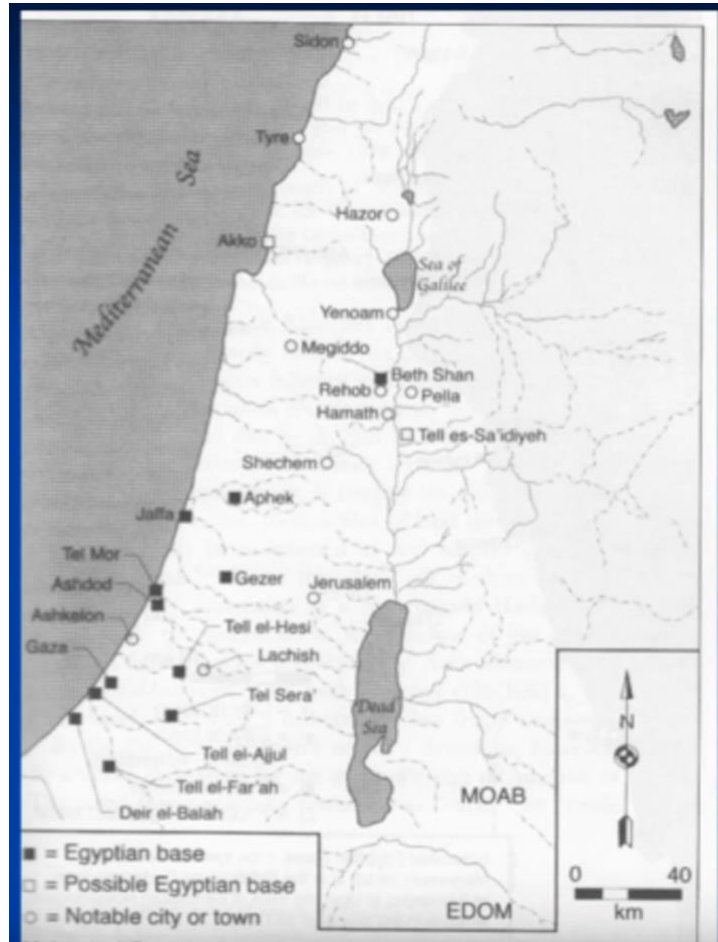 Sidon
Tyre
Mediterranean Sea
Hazor
Akko
Sea of
Galilee
Yenoam
Megiddo
Beth Shan
Rehob
Pella
Hamath
Tell es-Sa'idiyeh
Shechem
Aphek
Jaffa
Tel Mor
Gezer
Jerusalem
Ashdod
Ashkelon
Tell el-Hesi
Gaza
Lachish
Tel Sera'
Dead
Sea
Tell el-Ajjul
Tell el-Far'ah
Deir el-Balah
MOAB
N
■ = Egyptian base
□ = Possible Egyptian base
○ = Notable city or town
EDOM
0 40
km